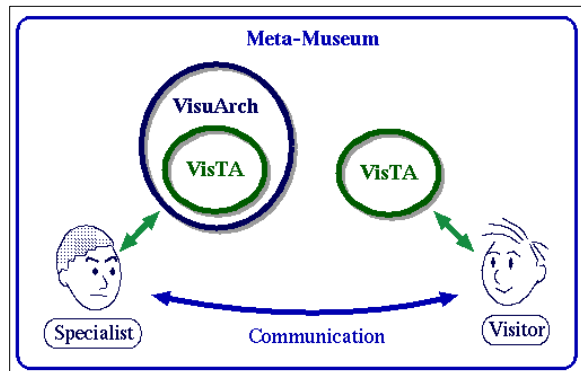 Meta-Museum
VisuArch
VisTA
VisTA
Specialist
Communication
Visitor